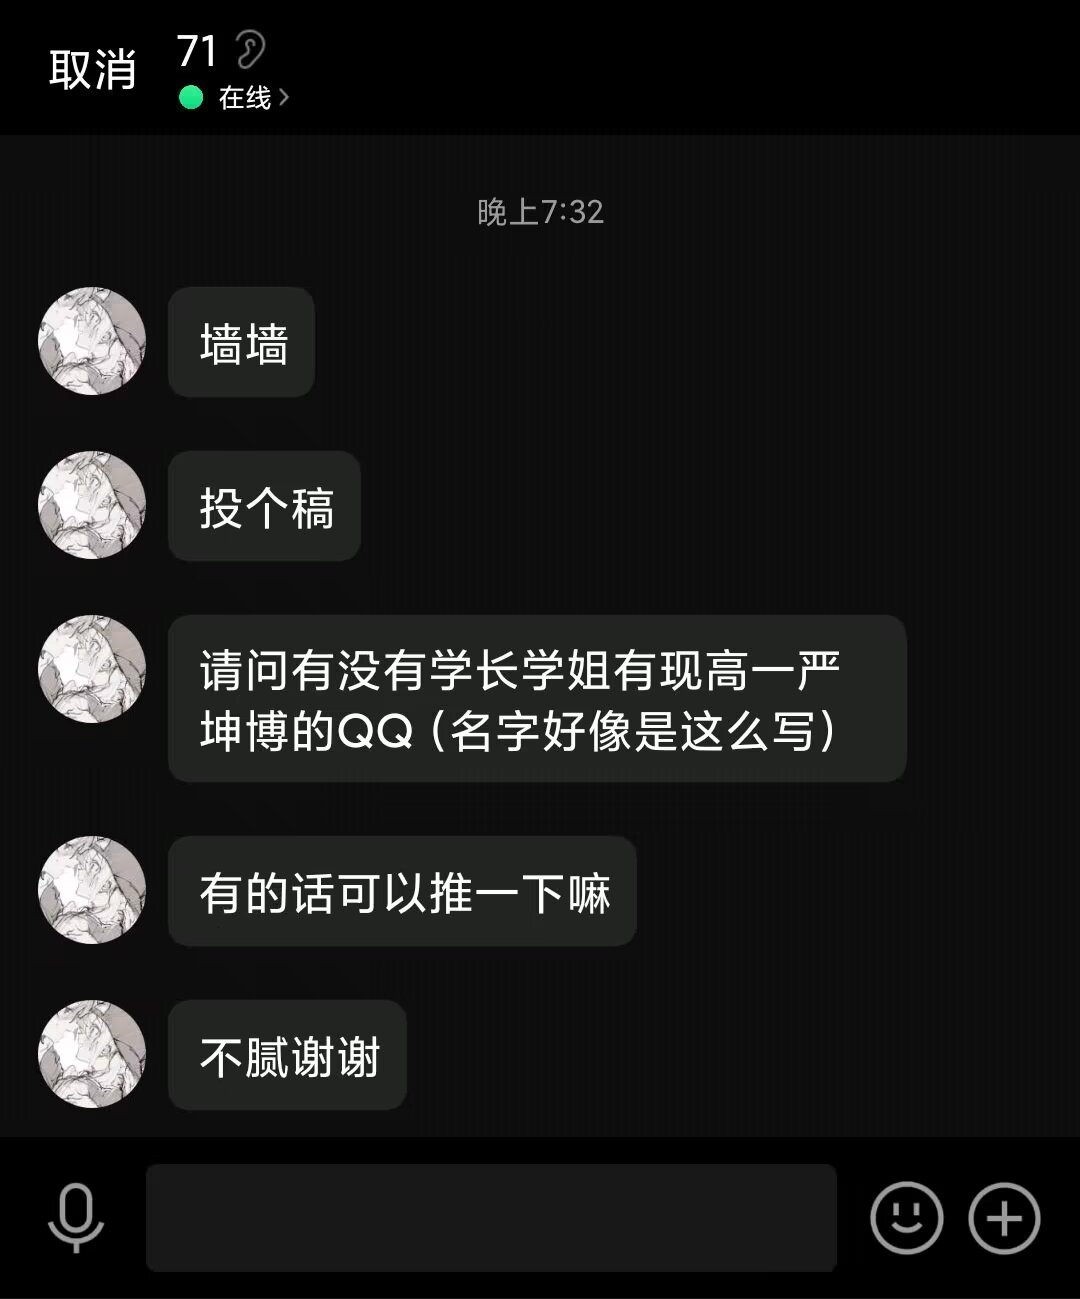 取消
71
在线
晚上7:32
墙墙
投个稿
请问有没有学长学姐有现高一严
坤博的QQ（名字好像是这么写）
有的话可以推一下嘛
不腻谢谢